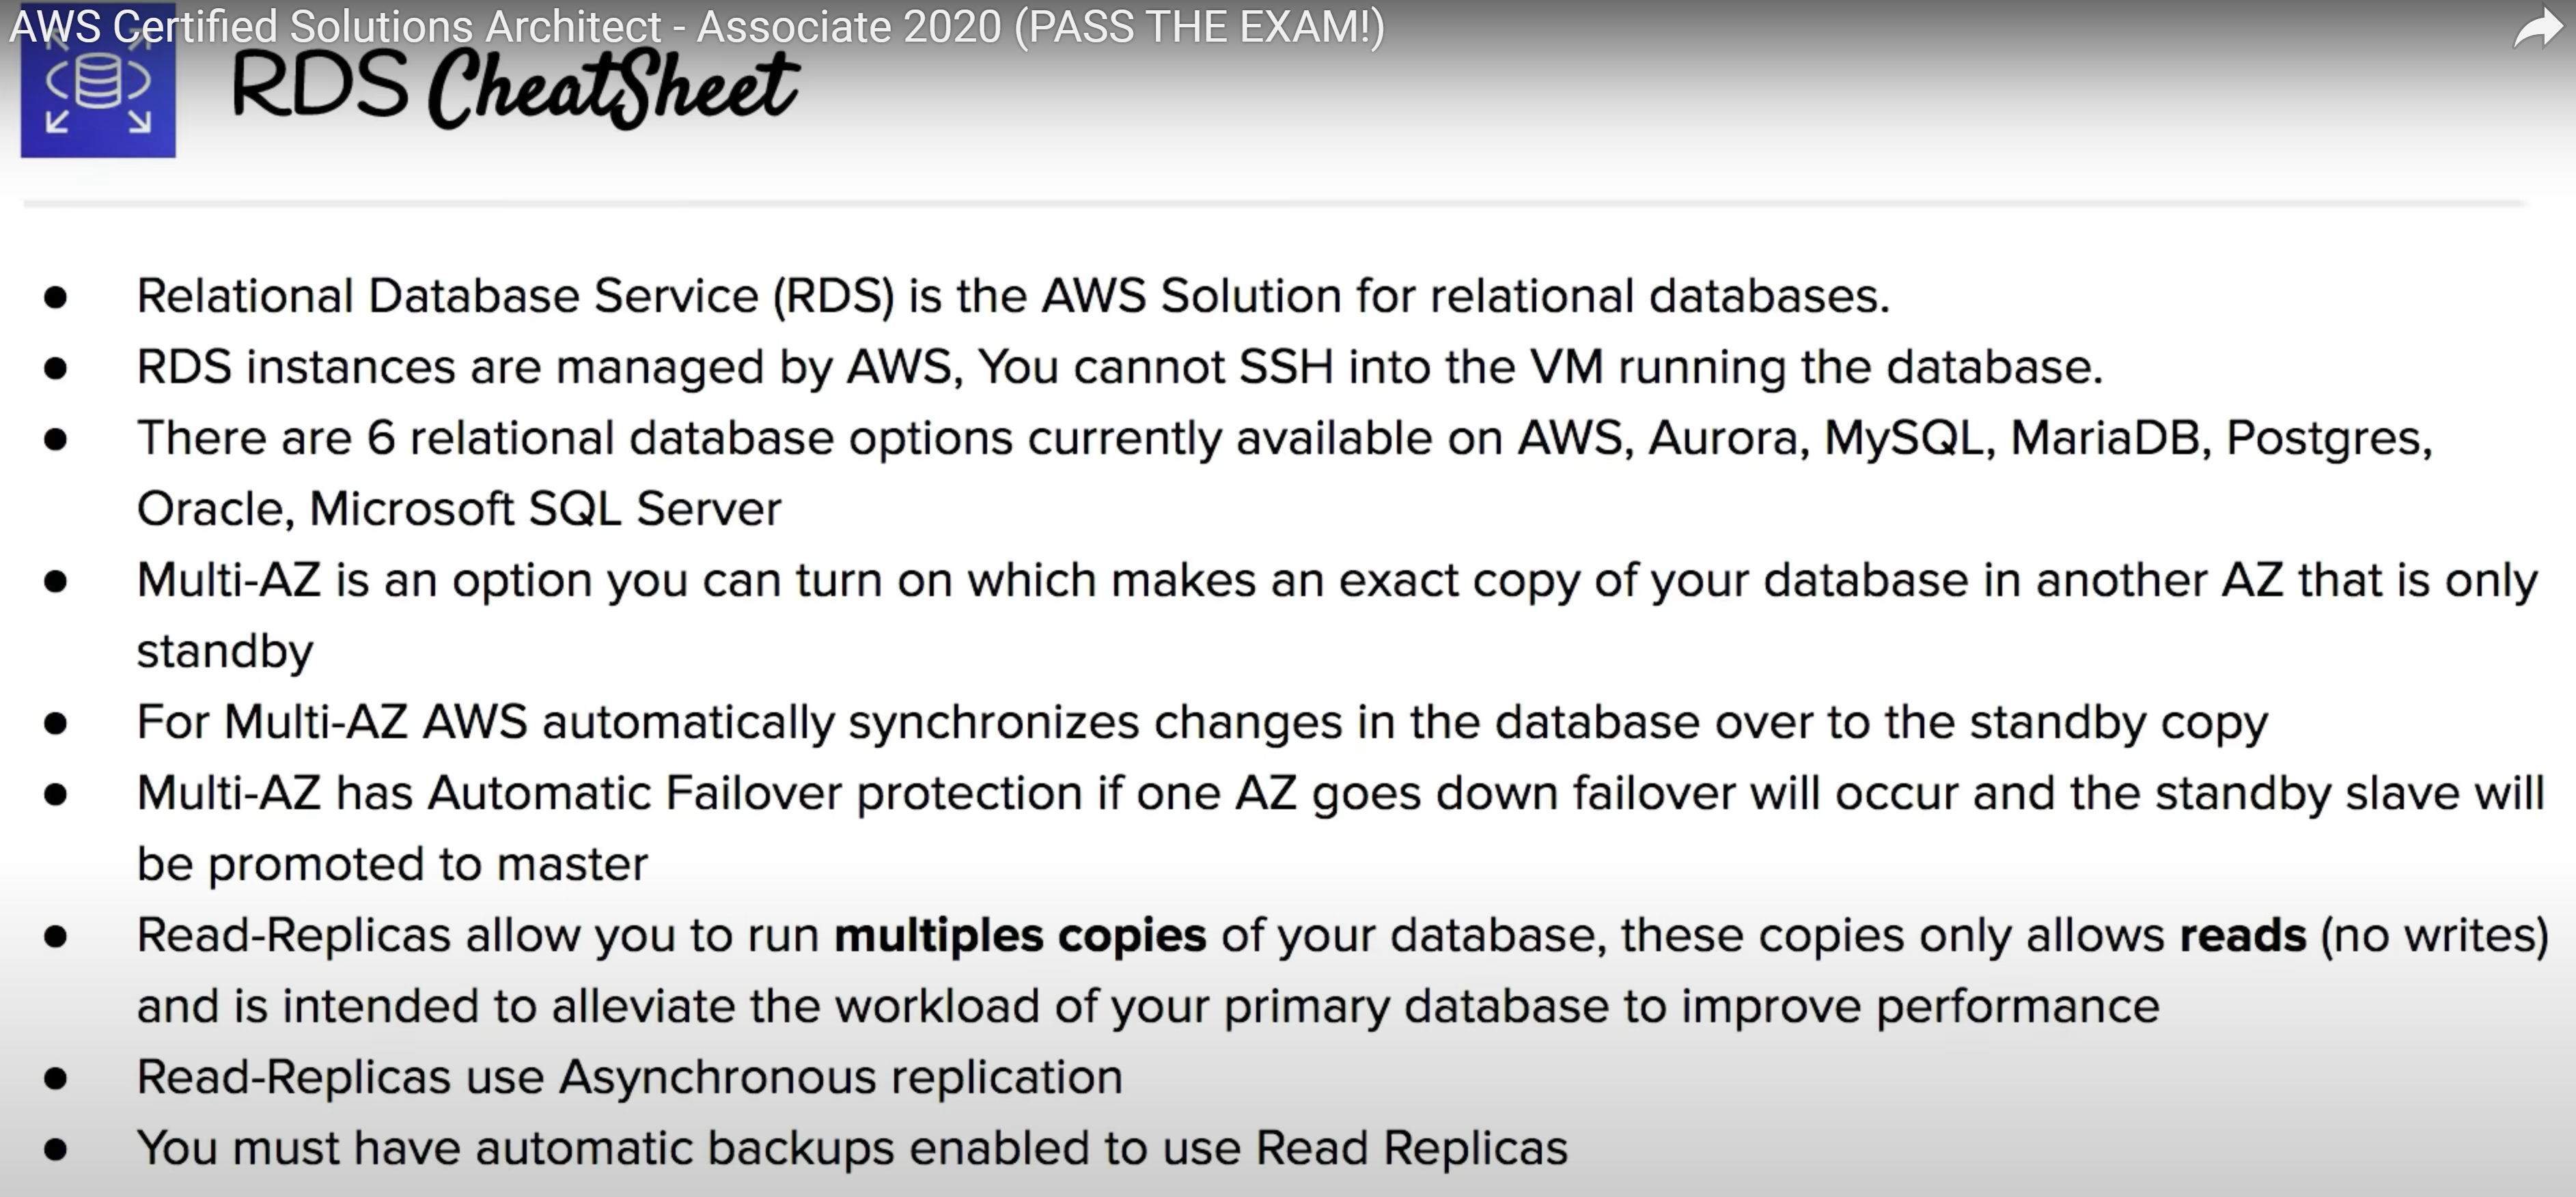 AWS Certified Solutions Architect - Associate 2020 (PASS THE EXAM!)
RDS CheatSheet
● Relational Database Service (RDS) is the AWS Solution for relational databases.
● RDS instances are managed by AWS, You cannot SSH into the VM running the database.
● There are 6 relational database options currently available on AWS, Aurora, MySQL, MariaDB, Postgres,
Oracle, Microsoft SQL Server
● Multi-AZ is an option you can turn on which makes an exact copy of your database in another AZ that is only
standby
● For Multi-AZ AWS automatically synchronizes changes in the database over to the standby copy
● Multi-AZ has Automatic Failover protection if one AZ goes down failover will occur and the standby slave will
be promoted to master
● Read-Replicas allow you to run multiples copies of your database, these copies only allows reads (no writes)
and is intended to alleviate the workload of your primary database to improve performance
● Read-Replicas use Asynchronous replication
● You must have automatic backups enabled to use Read Replicas